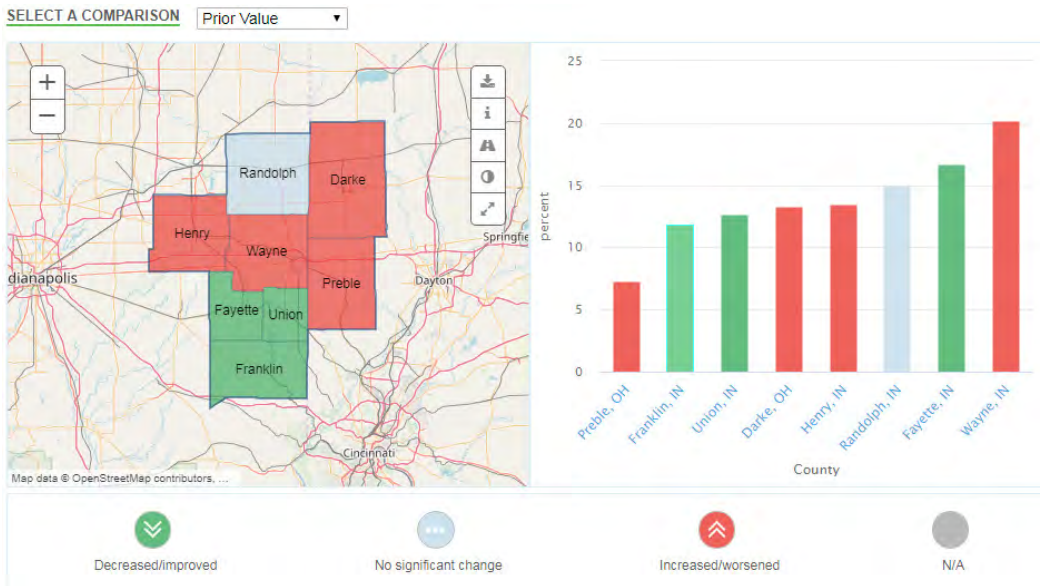 SELECT A COMPARISON
Prior Value
+
−
i
Randolph
Darke
Henry
Wayne
Springfie
dianapolis
Preble
Dayton
Fayette
Union
Franklin
Cincinnati
Map data © OpenStreetMap contributors, ...
25
20
15
10
5
0
percent
Preble, OH
Franklin, IN
Union, IN
Darke, OH
Henry, IN
Randolph, IN
Fayette, IN
Wayne, IN
County
Decreased/improved
No significant change
Increased/worsened
N/A